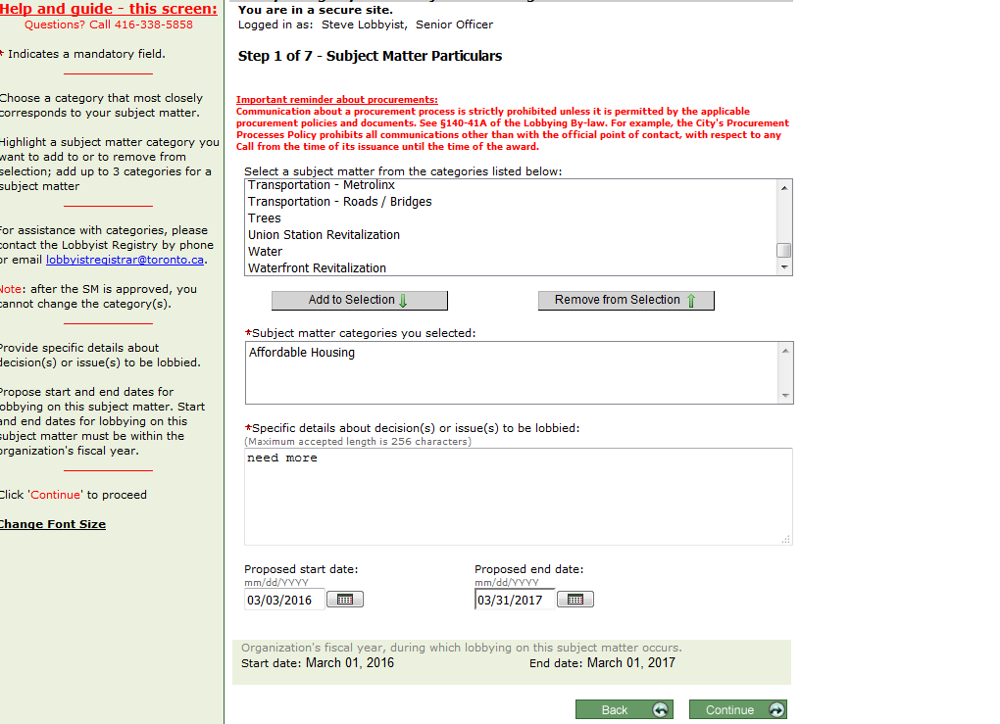 Help and guide - this screen:
Questions? Call 416-338-5858
* Indicates a mandatory field.
Choose a category that most closely
corresponds to your subject matter.
Highlight a subject matter category you
want to add to or to remove from
selection; add up to 3 categories for a
subject matter
For assistance with categories, please
contact the Lobbyist Registry by phone
or email lobbyistregistrar@toronto.ca.
Note: after the SM is approved, you
cannot change the category(s).
Provide specific details about
decision(s) or issue(s) to be lobbied.
Propose start and end dates for
lobbying on this subject matter. Start
and end dates for lobbying on this
subject matter must be within the
organization's fiscal year.
Click 'Continue' to proceed
Change Font Size
You are in a secure site.
Logged in as: Steve Lobbyist, Senior Officer
Step 1 of 7 - Subject Matter Particulars
Important reminder about procurements:
Communication about a procurement process is strictly prohibited unless it is permitted by the applicable
procurement policies and documents. See §140-41A of the Lobbying By-law. For example, the City's Procurement
Processes Policy prohibits all communications other than with the official point of contact, with respect to any
Call from the time of its issuance until the time of the award.
Select a subject matter from the categories listed below:
Transportation - Metrolinx
Transportation - Roads / Bridges
Trees
Union Station Revitalization
Water
Waterfront Revitalization
Add to Selection
Remove from Selection
*Subject matter categories you selected:
Affordable Housing
*Specific details about decision(s) or issue(s) to be lobbied:
(Maximum accepted length is 256 characters)
need more
Proposed start date:
mm/dd/YYYY
03/03/2016
Proposed end date:
mm/dd/YYYY
03/31/2017
Organization's fiscal year, during which lobbying on this subject matter occurs.
Start date: March 01, 2016
End date: March 01, 2017
Back
Continue